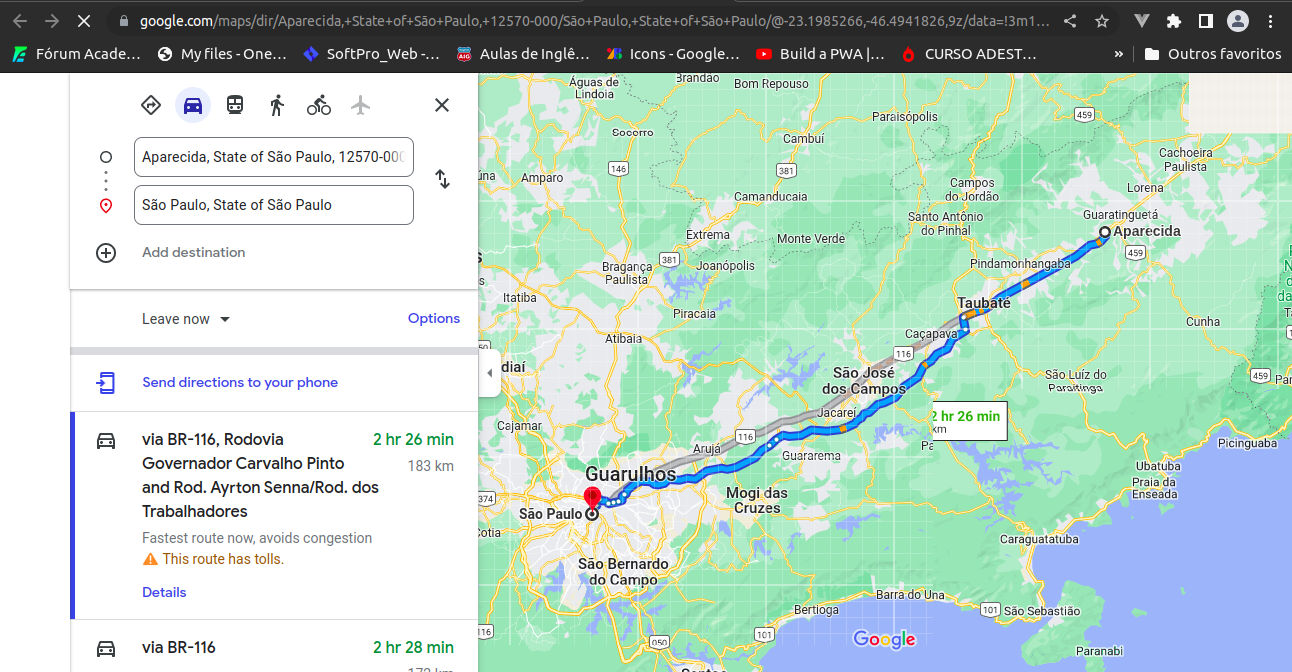 google.com/maps/dir/Aparecida,+State+of+São+Paulo,+12570-000/São+Paulo,+State+of+São+Paulo/@-23.1985266,-46.4941826,9z/data=!3m1...
Fórum Acade... My files - One... SoftPro_Web -... Aulas de Inglê... Icons - Google... Build a PWA |... CURSO ADEST... » Outros favoritos
Aparecida, State of São Paulo, 12570-000
São Paulo, State of São Paulo
Add destination
Leave now
Options
Send directions to your phone
via BR-116, Rodovia
Governador Carvalho Pinto
and Rod. Ayrton Senna/Rod. dos
Trabalhadores
2 hr 26 min
183 km
Fastest route now, avoids congestion
This route has tolls.
Details
via BR-116
2 hr 28 min
Águas de
Lindoia
Brandão
Bom Repouso
459
Socorro
Paraisópolis
Cambuí
146
381
Cachoeira
Paulista
Amparo
Camanducaia
Campos
do Jordão
Lorena
Santo Antônio
do Pinhal
Guaratinguetá
Aparecida
Extrema
Monte Verde
459
381
Joanópolis
Bragança
Paulista
Pindamonhangaba
Itatiba
Piracaia
Taubaté
Cunha
Atibaia
Caçapava
116
diaí
São José
dos Campos
São Luíz do
Paraitinga
459
Jacareí
2 hr 26 min
km
Cajamar
116
Arujá
Guararema
Picinguaba
Guarulhos
Ubatuba
Praia da
Enseada
374
Mogi das
Cruzes
São Paulo
Cotia
Caraguatatuba
São Bernardo
do Campo
Barra do Una
Bertioga
101
São Sebastião
116
050
101
Google
Paranabi